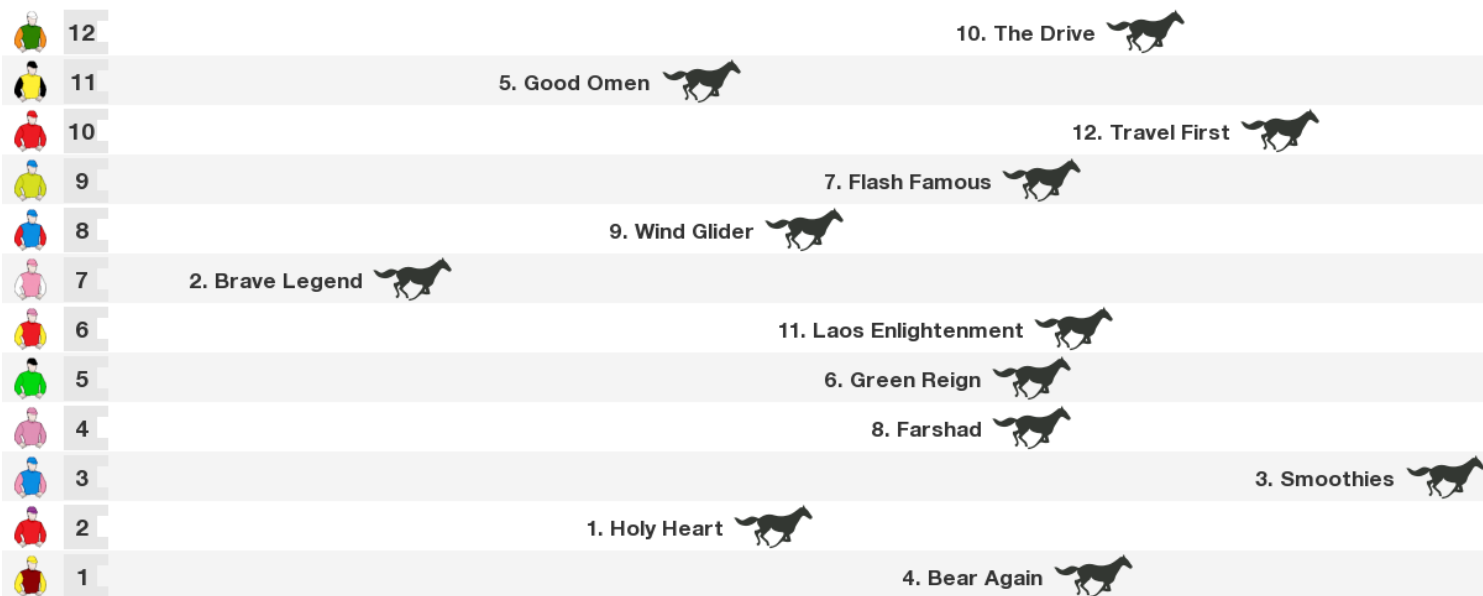 12 10. The Drive
11 5. Good Omen
10 12. Travel First
9 7. Flash Famous
8 9. Wind Glider
7 2. Brave Legend
6 11. Laos Enlightenment
5 6. Green Reign
4 8. Farshad
3 3. Smoothies
2 1. Holy Heart
1 4. Bear Again